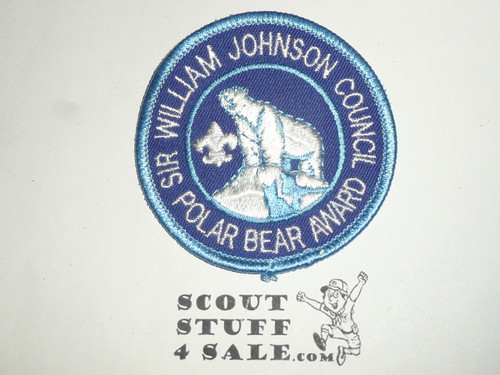 SIR WILLIAM JOHNSON COUNCIL
POLAR BEAR AWARD
SCOUT
STUFF
4 SALE.COM